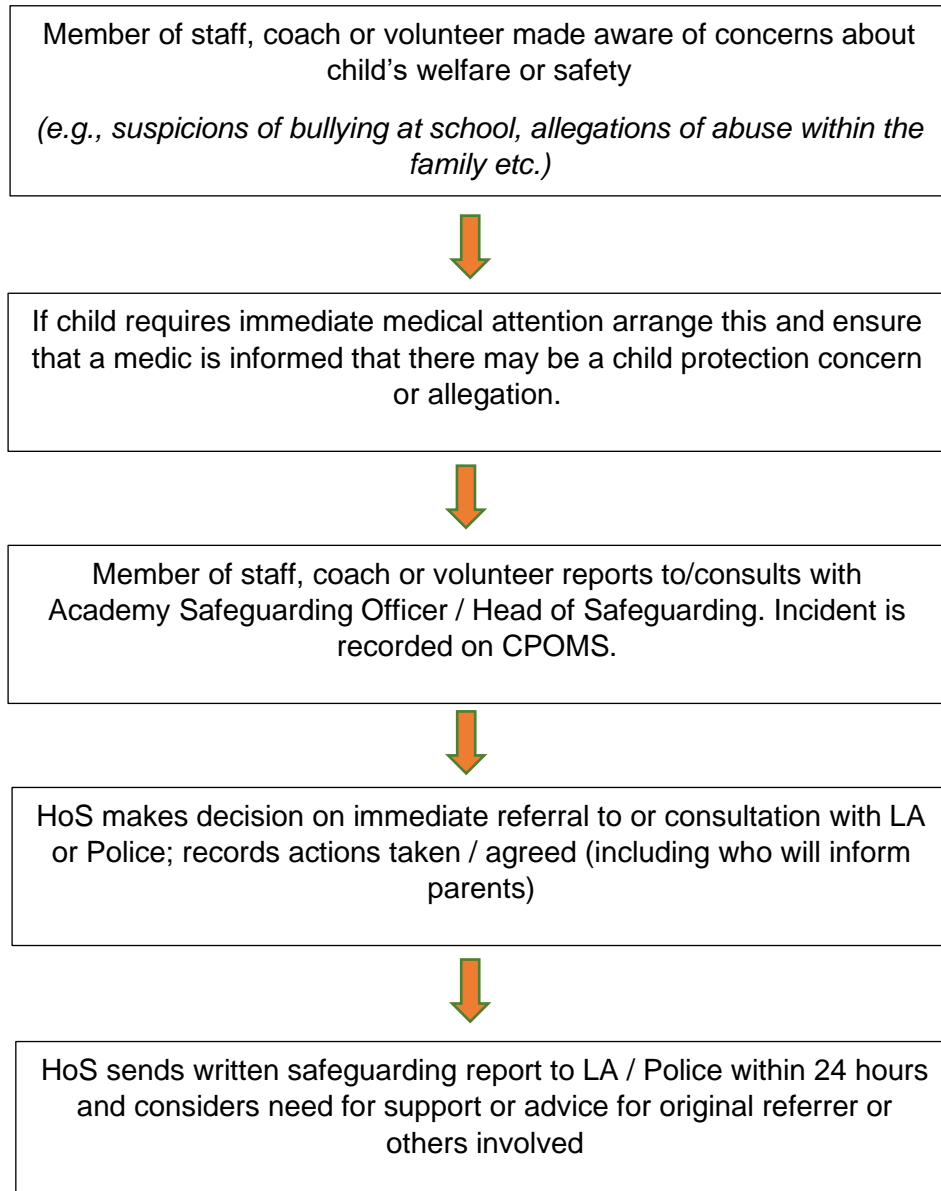 Member of staff, coach or volunteer made aware of concerns about
child’s welfare or safety
(e.g., suspicions of bullying at school, allegations of abuse within the
family etc.)
If child requires immediate medical attention arrange this and ensure
that a medic is informed that there may be a child protection concern
or allegation.
Member of staff, coach or volunteer reports to/consults with
Academy Safeguarding Officer / Head of Safeguarding. Incident is
recorded on CPOMS.
HoS makes decision on immediate referral to or consultation with LA
or Police; records actions taken / agreed (including who will inform
parents)
HoS sends written safeguarding report to LA / Police within 24 hours
and considers need for support or advice for original referrer or
others involved